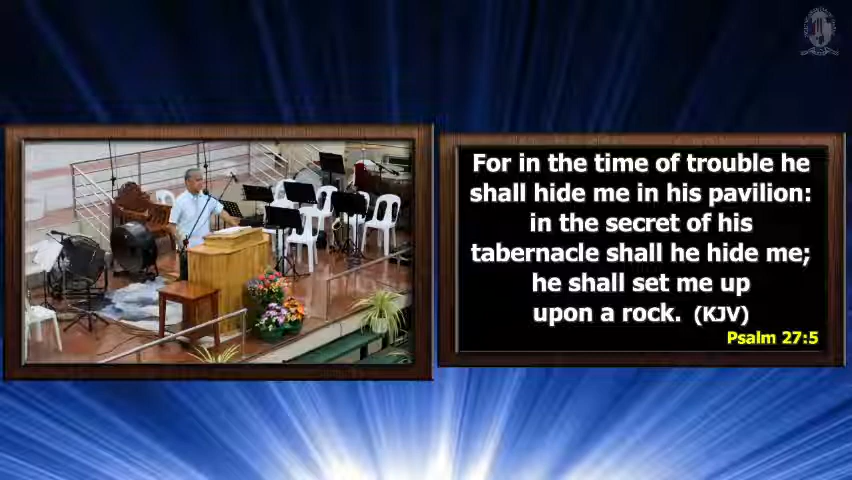 For in the time of trouble he
shall hide me in his pavilion:
in the secret of his
tabernacle shall he hide me;
he shall set me up
upon a rock. (KJV)
Psalm 27:5